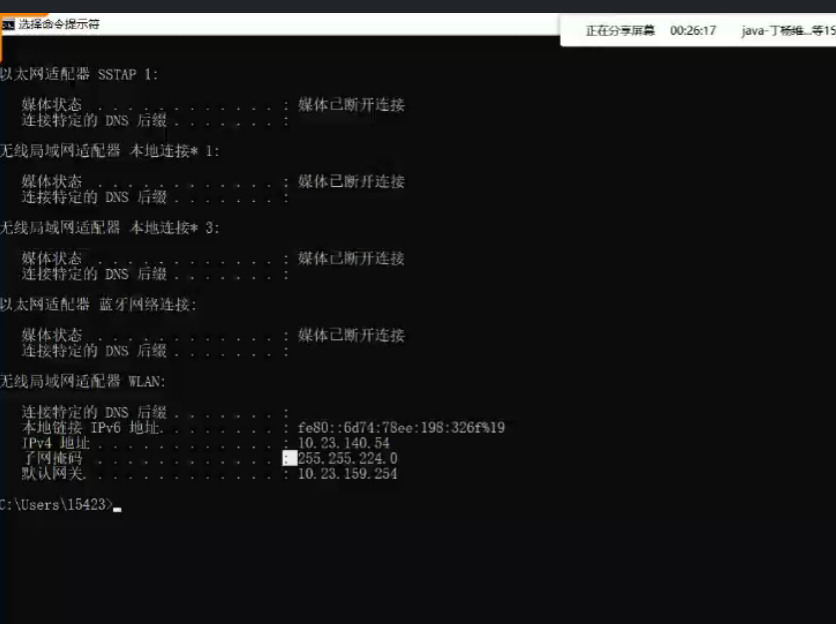 选择命令提示符
正在分享屏幕 00:26:17 java-丁杨维...等15
以太网适配器 SSTAP 1:
媒体状态 . . . . . . . . . . . . : 媒体已断开连接
连接特定的 DNS 后缀 . . . . . . . :
无线局域网适配器 本地连接* 1:
媒体状态 . . . . . . . . . . . . : 媒体已断开连接
连接特定的 DNS 后缀 . . . . . . . :
无线局域网适配器 本地连接* 3:
媒体状态 . . . . . . . . . . . . : 媒体已断开连接
连接特定的 DNS 后缀 . . . . . . . :
以太网适配器 蓝牙网络连接:
媒体状态 . . . . . . . . . . . . : 媒体已断开连接
连接特定的 DNS 后缀 . . . . . . . :
无线局域网适配器 WLAN:
连接特定的 DNS 后缀 . . . . . . . :
本地链接 IPv6 地址. . . . . . . . : fe80::6d74:78ee:198:326f%19
IPv4 地址 . . . . . . . . . . . . : 10.23.140.54
子网掩码 . . . . . . . . . . . . : 255.255.224.0
默认网关. . . . . . . . . . . . . : 10.23.159.254
C:\Users\15423>